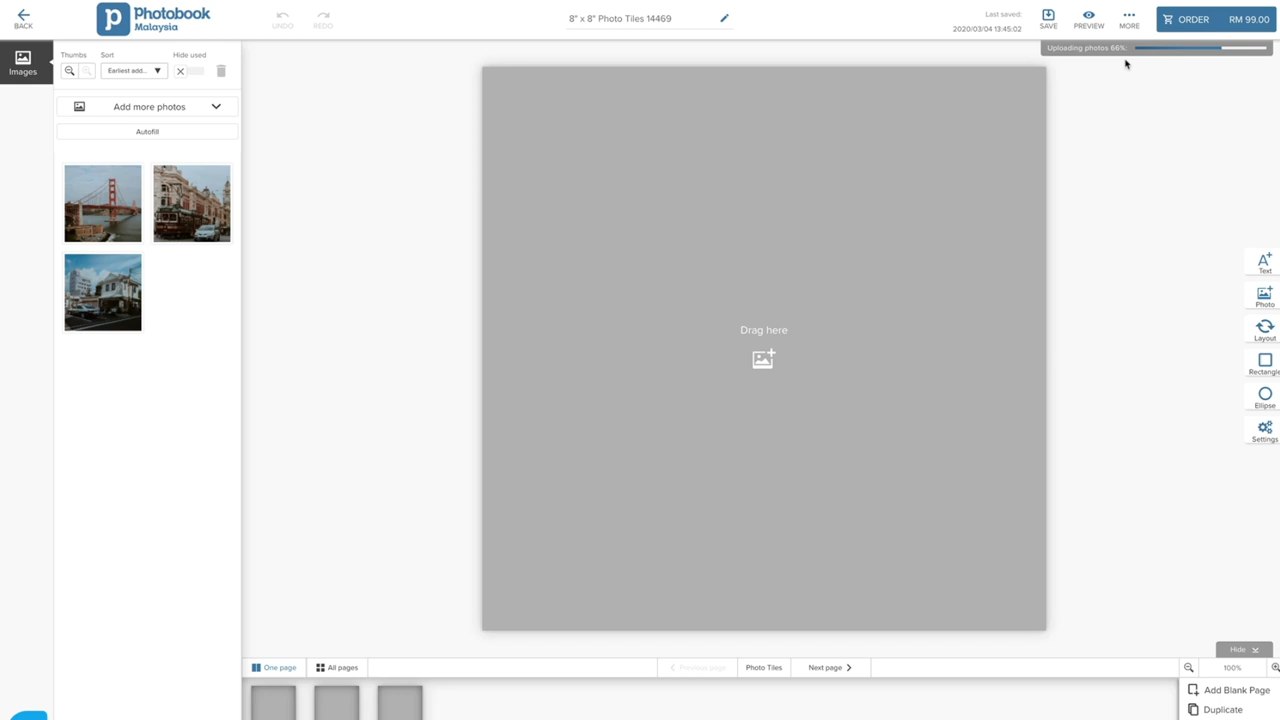 BACK
Photobook
Malaysia
UNDO
REDO
8" x 8" Photo Tiles 14469
Last saved:
2020/03/04 13:45:02
SAVE
PREVIEW
MORE
ORDER RM 99.00
Uploading photos 66%:
Images
Thumbs Sort Hide used
Earliest add...
Add more photos
Autofill
Drag here
Text
Photo
Layout
Rectangle
Ellipse
Settings
Hide
One page
All pages
Previous page
Photo Tiles
Next page
100%
Add Blank Page
Duplicate